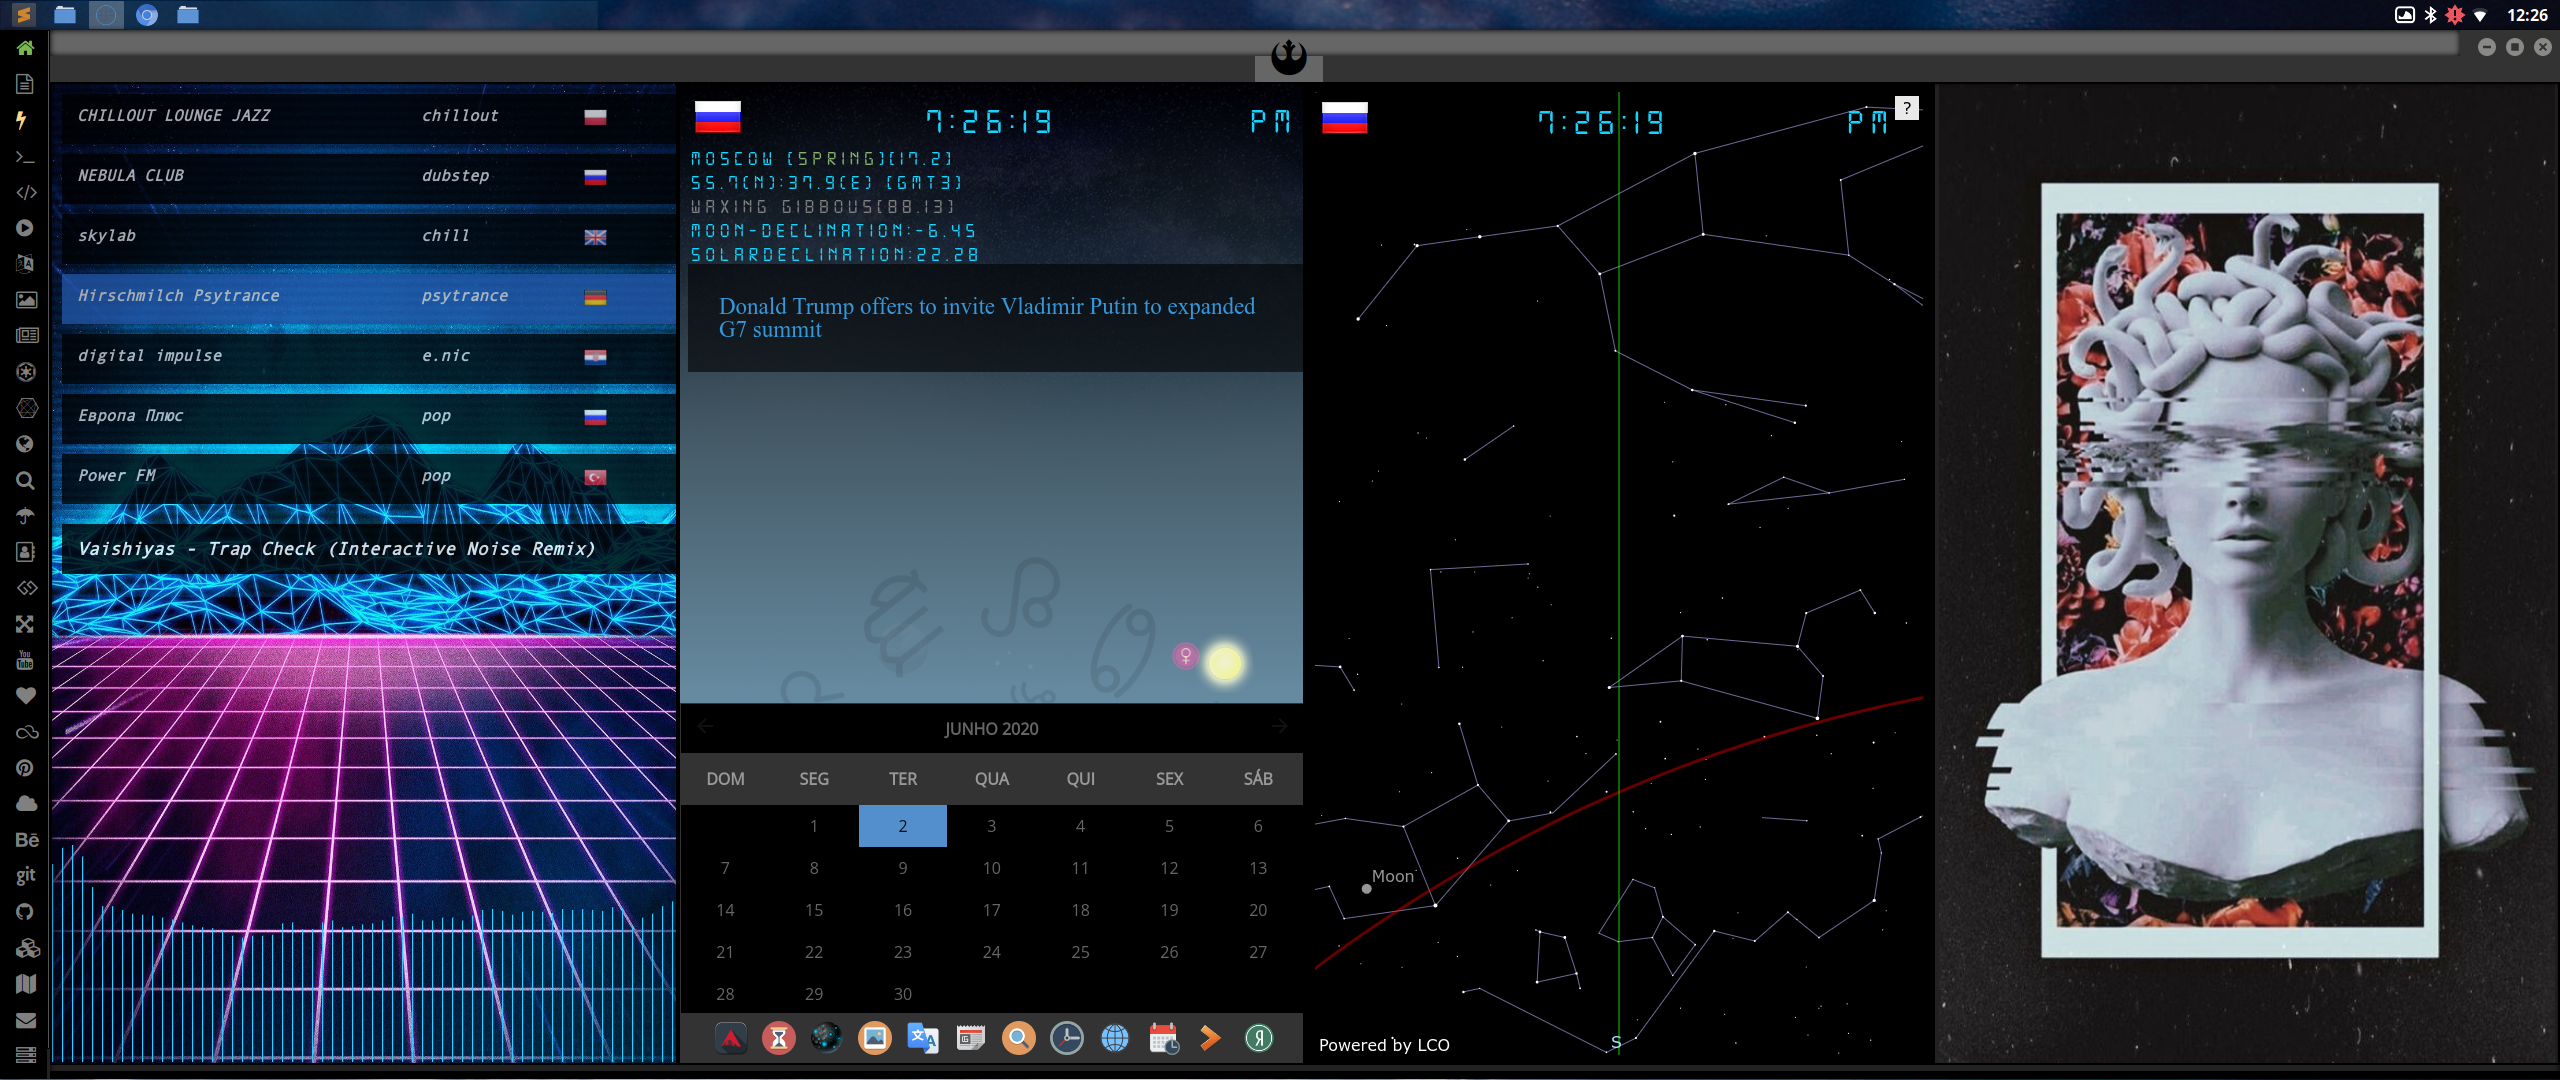 12:26
CHILLOUT LOUNGE JAZZ chillout
NEBULA CLUB dubstep
skylab chill
Hirschmilch Psytrance psytrance
digital impulse e.nic
Европа Плюс pop
Power FM pop
Vaishiyas - Trap Check (Interactive Noise Remix)
7:26:19 PM
MOSCOW [SPRING][17.2]
55.7(N):37.9(E) [GMT3]
WAXING GIBBOUS[88.13]
MOON-DECLINATION:-6.45
SOLARDECLINATION:22.28
Donald Trump offers to invite Vladimir Putin to expanded
G7 summit
JUNHO 2020
DOM SEG TER QUA QUI SEX SÁB
1 2 3 4 5 6
7 8 9 10 11 12 13
14 15 16 17 18 19 20
21 22 23 24 25 26 27
28 29 30
7:26:19 PM ?
Moon
S
Powered by LCO
You
Tube
Bē
git
Я